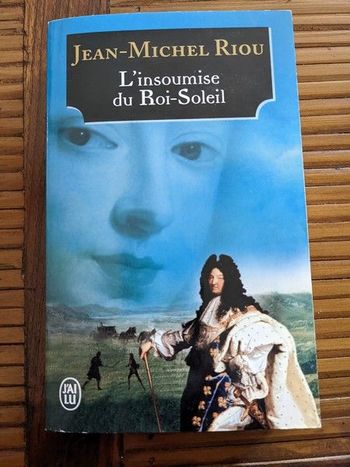 JEAN-MICHEL RIOU
L'insoumise
du Roi-Soleil
J'AI
LU